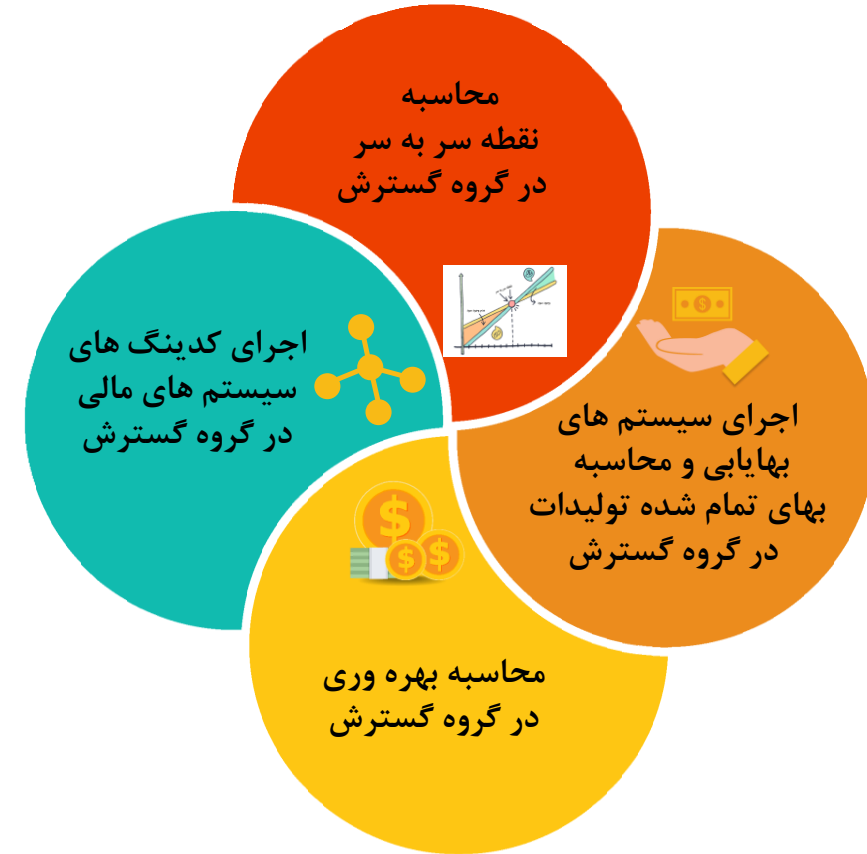 محاسبه
نقطه سر به سر
در گروه گسترش
اجرای سیستم های
بهایابی و محاسبه
بهای تمام شده تولیدات
در گروه گسترش
اجرای کدینگ های
سیستم های مالی
در گروه گسترش
محاسبه بهره وری
در گروه گسترش